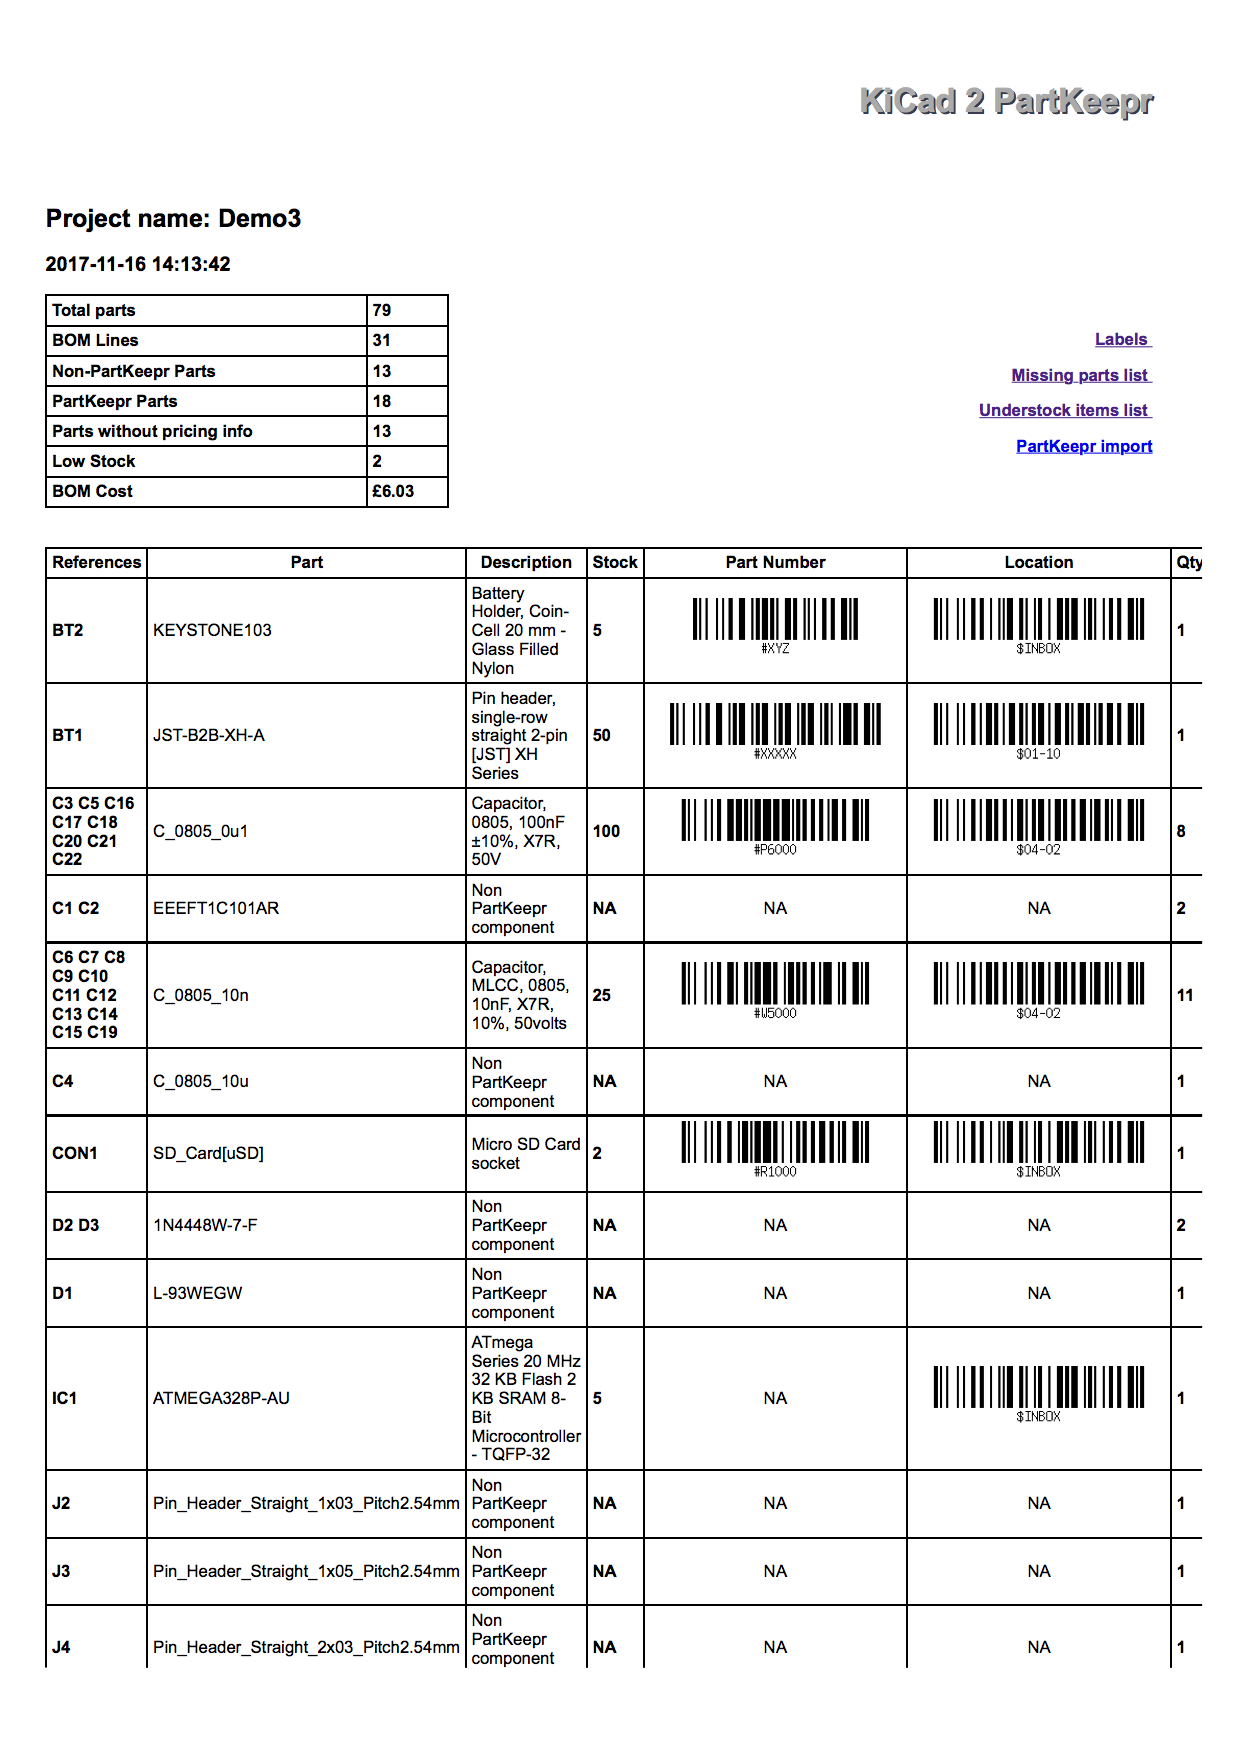 KiCad 2 PartKeepr
Project name: Demo3
2017-11-16 14:13:42
Total parts 79
BOM Lines 31
Non-PartKeepr Parts 13
PartKeepr Parts 18
Parts without pricing info 13
Low Stock 2
BOM Cost £6.03
Labels
Missing parts list
Understock items list
PartKeepr import
References Part Description Stock Part Number Location Qty
BT2 KEYSTONE103 Battery
Holder, Coin-
Cell 20 mm -
Glass Filled
Nylon 5 #XYZ $INBOX 1
BT1 JST-B2B-XH-A Pin header,
single-row
straight 2-pin
[JST] XH
Series 50 #XXXXX $01-10 1
C3 C5 C16
C17 C18
C20 C21
C22 C_0805_0u1 Capacitor,
0805, 100nF
±10%, X7R,
50V 100 #P6000 $04-02 8
C1 C2 EEEFT1C101AR Non
PartKeepr
component NA NA NA 2
C6 C7 C8
C9 C10
C11 C12
C13 C14
C15 C19 C_0805_10n Capacitor,
MLCC, 0805,
10nF, X7R,
10%, 50volts 25 #W5000 $04-02 11
C4 C_0805_10u Non
PartKeepr
component NA NA NA 1
CON1 SD_Card[uSD] Micro SD Card
socket 2 #R1000 $INBOX 1
D2 D3 1N4448W-7-F Non
PartKeepr
component NA NA NA 2
D1 L-93WEGW Non
PartKeepr
component NA NA NA 1
IC1 ATMEGA328P-AU ATmega
Series 20 MHz
32 KB Flash 2
KB SRAM 8-
Bit
Microcontroller
- TQFP-32 5 NA $INBOX 1
J2 Pin_Header_Straight_1x03_Pitch2.54mm Non
PartKeepr
component NA NA NA 1
J3 Pin_Header_Straight_1x05_Pitch2.54mm Non
PartKeepr
component NA NA NA 1
J4 Pin_Header_Straight_2x03_Pitch2.54mm Non
PartKeepr
component NA NA NA 1